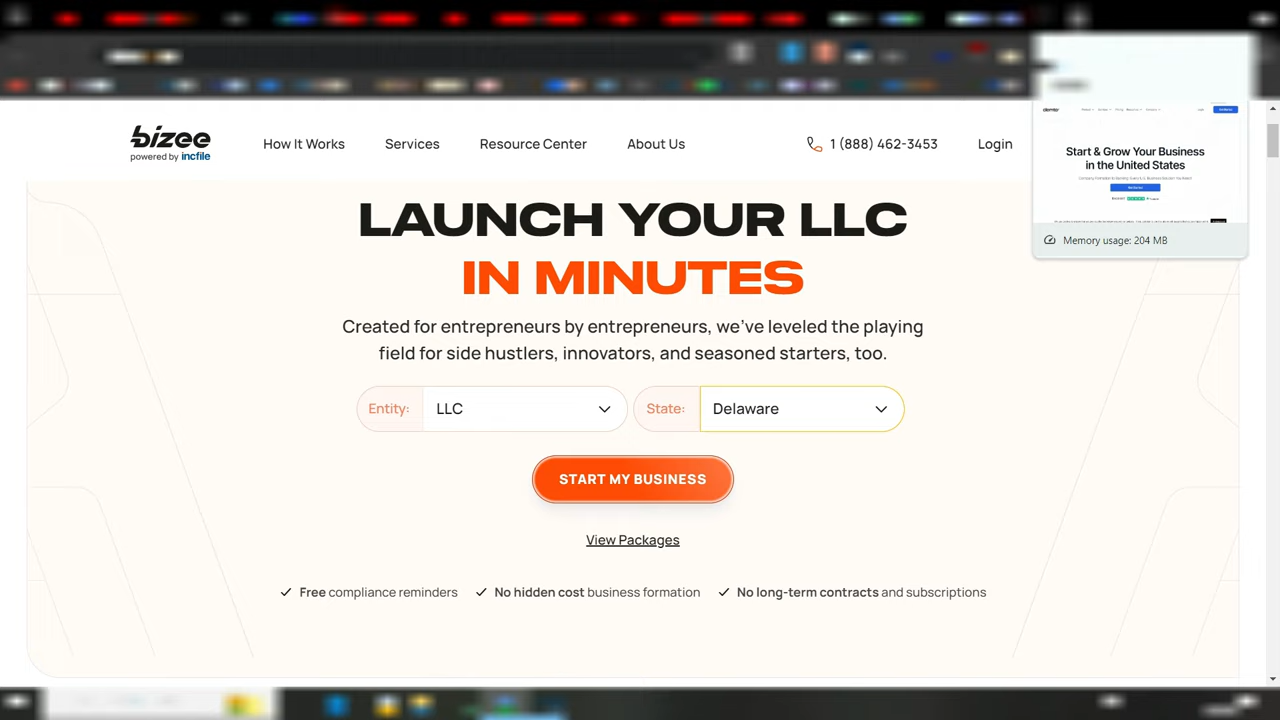 bizee
powered by incfile
How It Works
Services
Resource Center
About Us
1 (888) 462-3453
Login
Start & Grow Your Business
in the United States
Memory usage: 204 MB
LAUNCH YOUR LLC
IN MINUTES
Created for entrepreneurs by entrepreneurs, we've leveled the playing
field for side hustlers, innovators, and seasoned starters, too.
Entity: LLC
State: Delaware
START MY BUSINESS
View Packages
Free compliance reminders
No hidden cost business formation
No long-term contracts and subscriptions